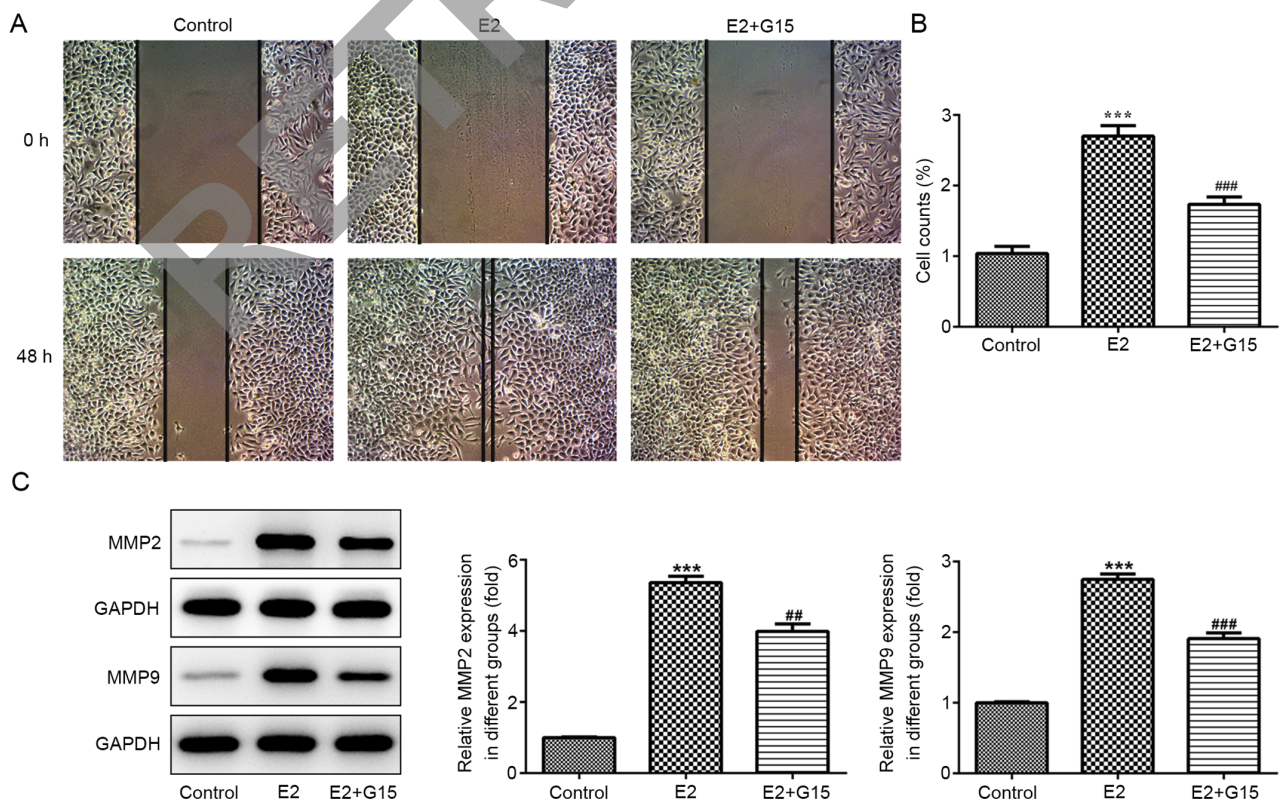 A
Control
E2
E2+G15
0 h
48 h
B
Cell counts (%)
3
2
1
0
***
###
Control
E2
E2+G15
C
MMP2
GAPDH
MMP9
GAPDH
Control
E2
E2+G15
Relative MMP2 expression
in different groups (fold)
6
4
2
0
***
##
Control
E2
E2+G15
Relative MMP9 expression
in different groups (fold)
3
2
1
0
***
###
Control
E2
E2+G15
RETR